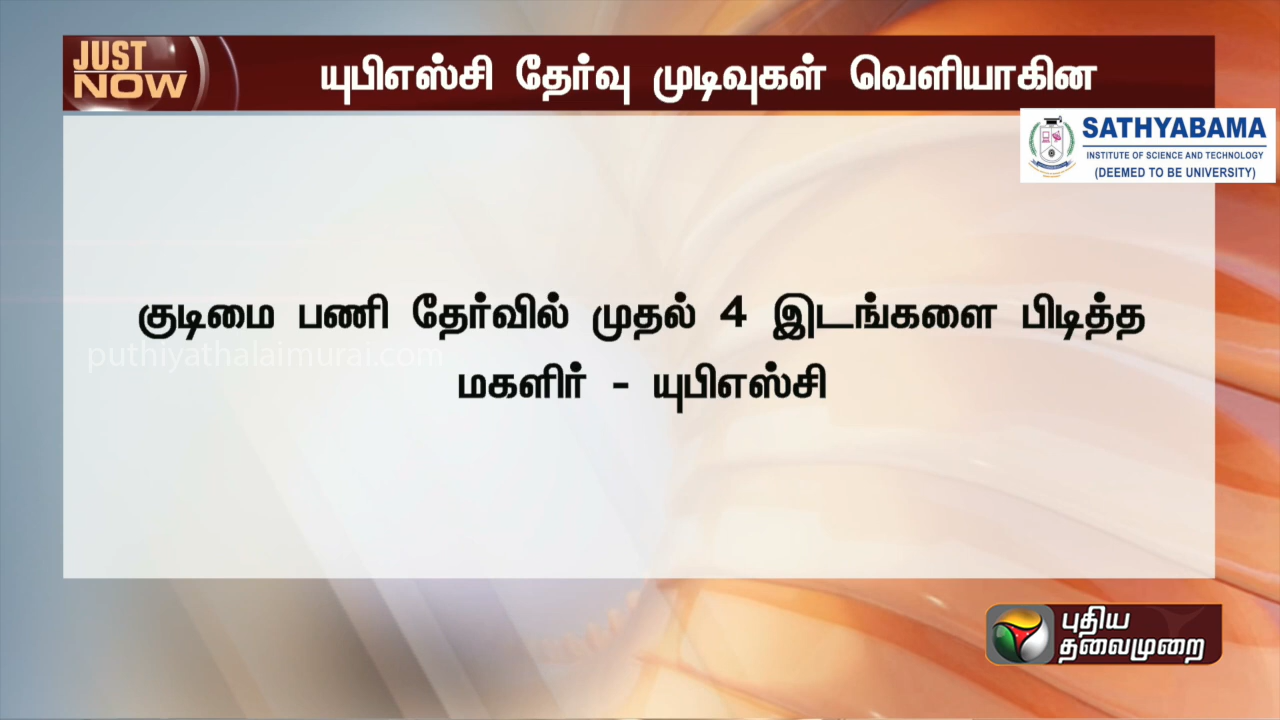 JUST
NOW
யுபிஎஸ்சி தேர்வு முடிவுகள் வெளியாகின
SATHYABAMA
INSTITUTE OF SCIENCE AND TECHNOLOGY
(DEEMED TO BE UNIVERSITY)
குடிமை பணி தேர்வில் முதல் 4 இடங்களை பிடித்த
puthiyathalaimurai.com
மகளிர் - யுபிஎஸ்சி
புதிய
தலைமுறை